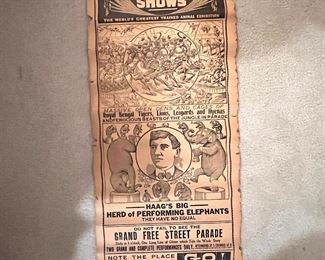 SHOWS
THE WORLD'S GREATEST TRAINED ANIMAL EXHIBITION
MASSIVE OPEN DENS AND CAGES OF
Royal Bengal Tigers, Lions, Leopards and Hyenas
AND FEROCIOUS BEASTS OF THE JUNGLE IN PARADE
HAAG'S BIG
HERD of PERFORMING ELEPHANTS
THEY HAVE NO EQUAL
DO NOT FAIL TO SEE THE
GRAND FREE STREET PARADE
TWO GRAND AND COMPLETE PERFORMANCES DAILY,
NOTE THE PLACE
GO!